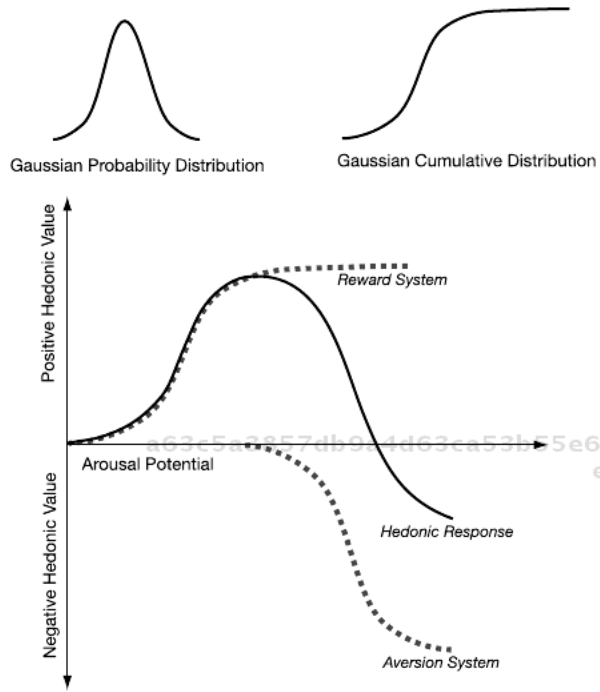 Gaussian Probability Distribution
Gaussian Cumulative Distribution
Positive Hedonic Value
Reward System
Arousal Potential
Negative Hedonic Value
Hedonic Response
Aversion System